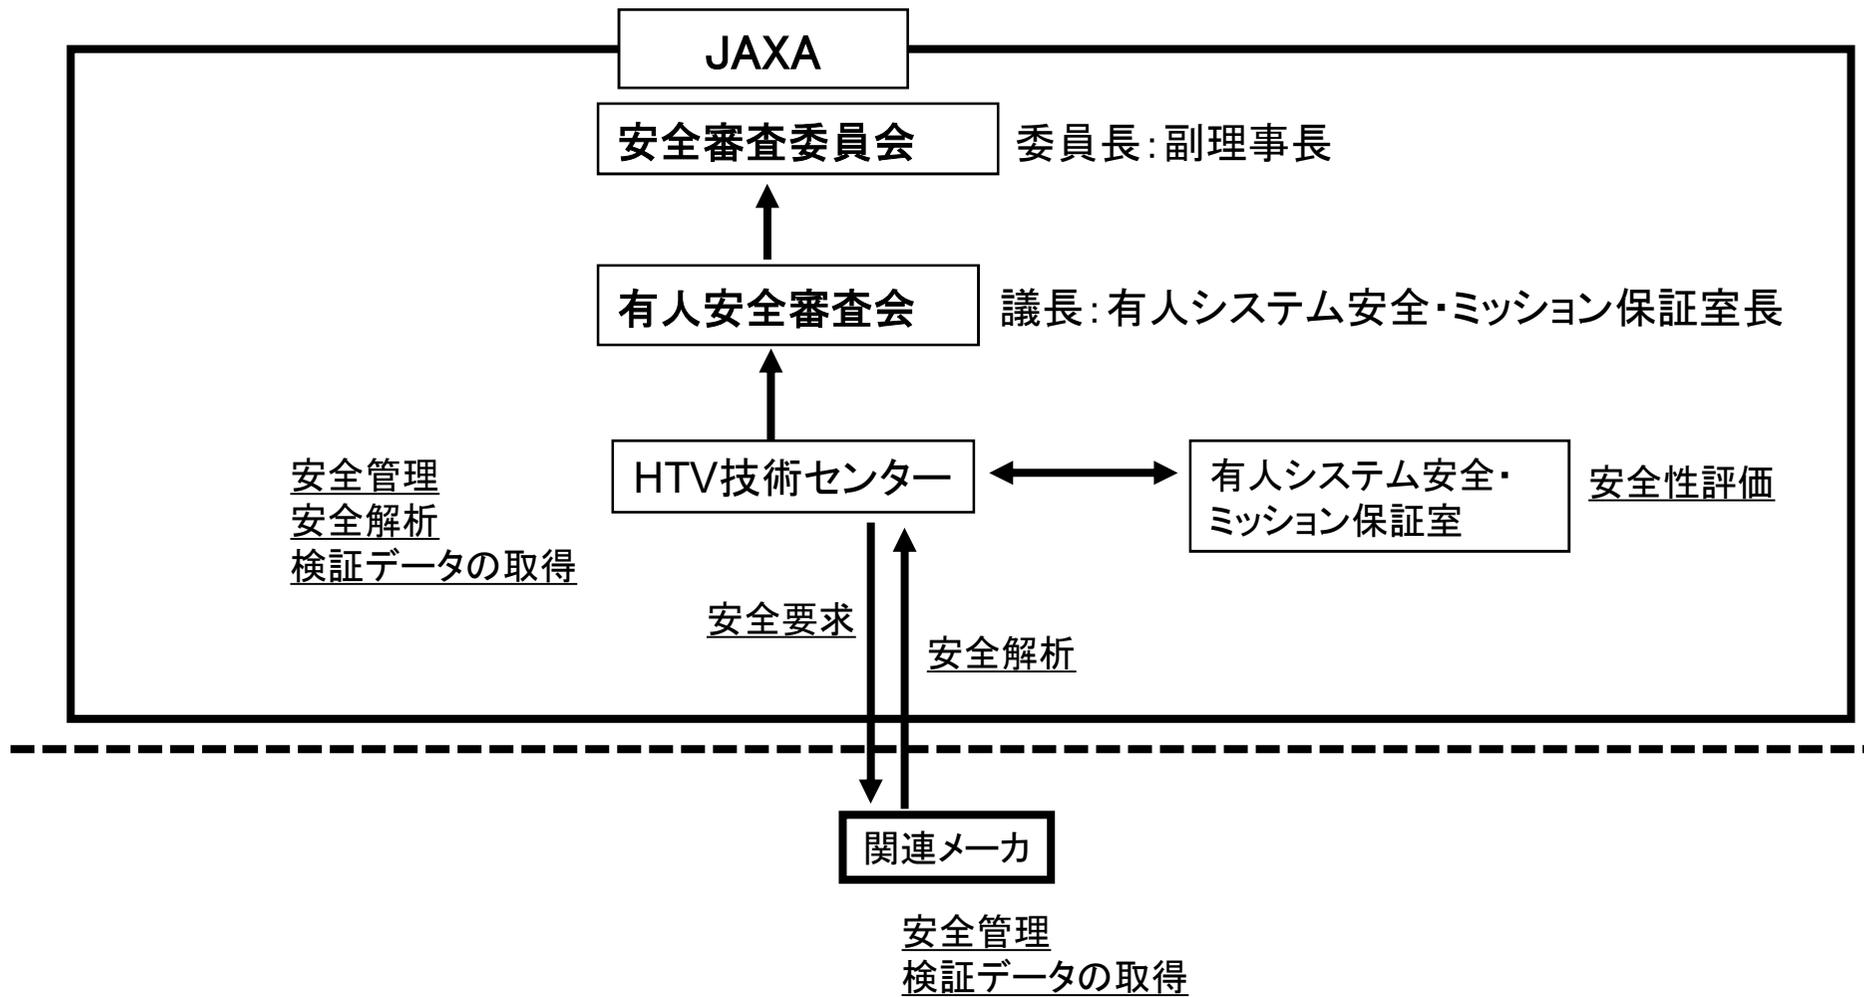 JAXA
安全審査委員会
委員長：副理事長
有人安全審査会
議長：有人システム安全・ミッション保証室長
HTV技術センター
有人システム安全・
ミッション保証室
安全性評価
安全管理
安全解析
検証データの取得
安全要求
安全解析
関連メーカ
安全管理
検証データの取得